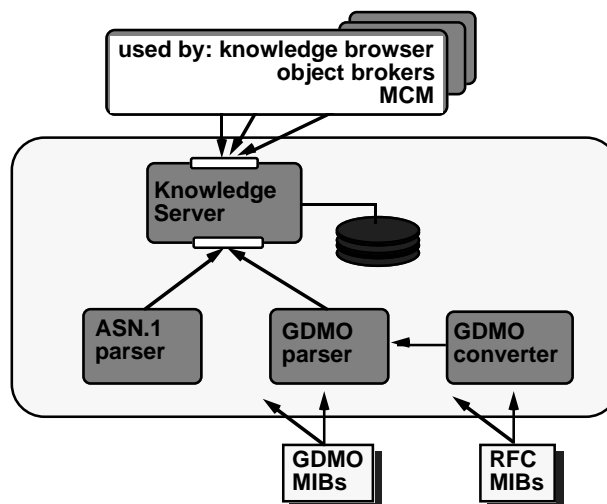 used by: knowledge browser
object brokers
MCM
Knowledge
Server
ASN.1
parser
GDMO
parser
GDMO
converter
GDMO
MIBs
RFC
MIBs